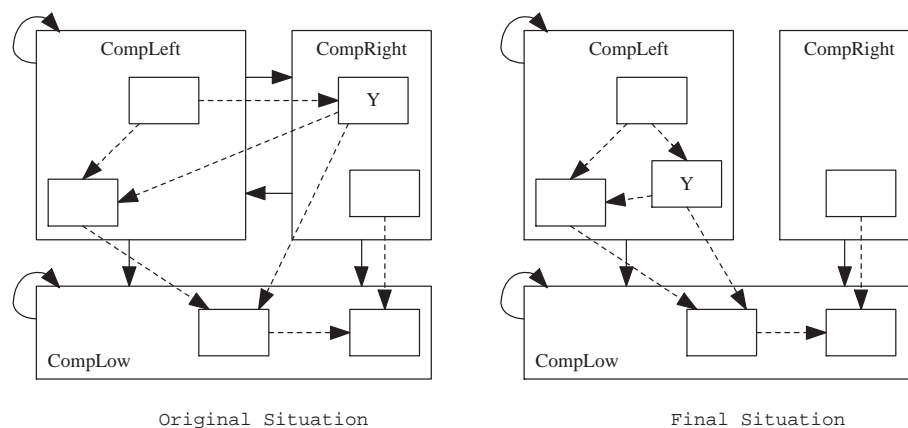 CompLeft
CompRight
Y
CompLow
Original Situation
CompLeft
CompRight
Y
CompLow
Final Situation